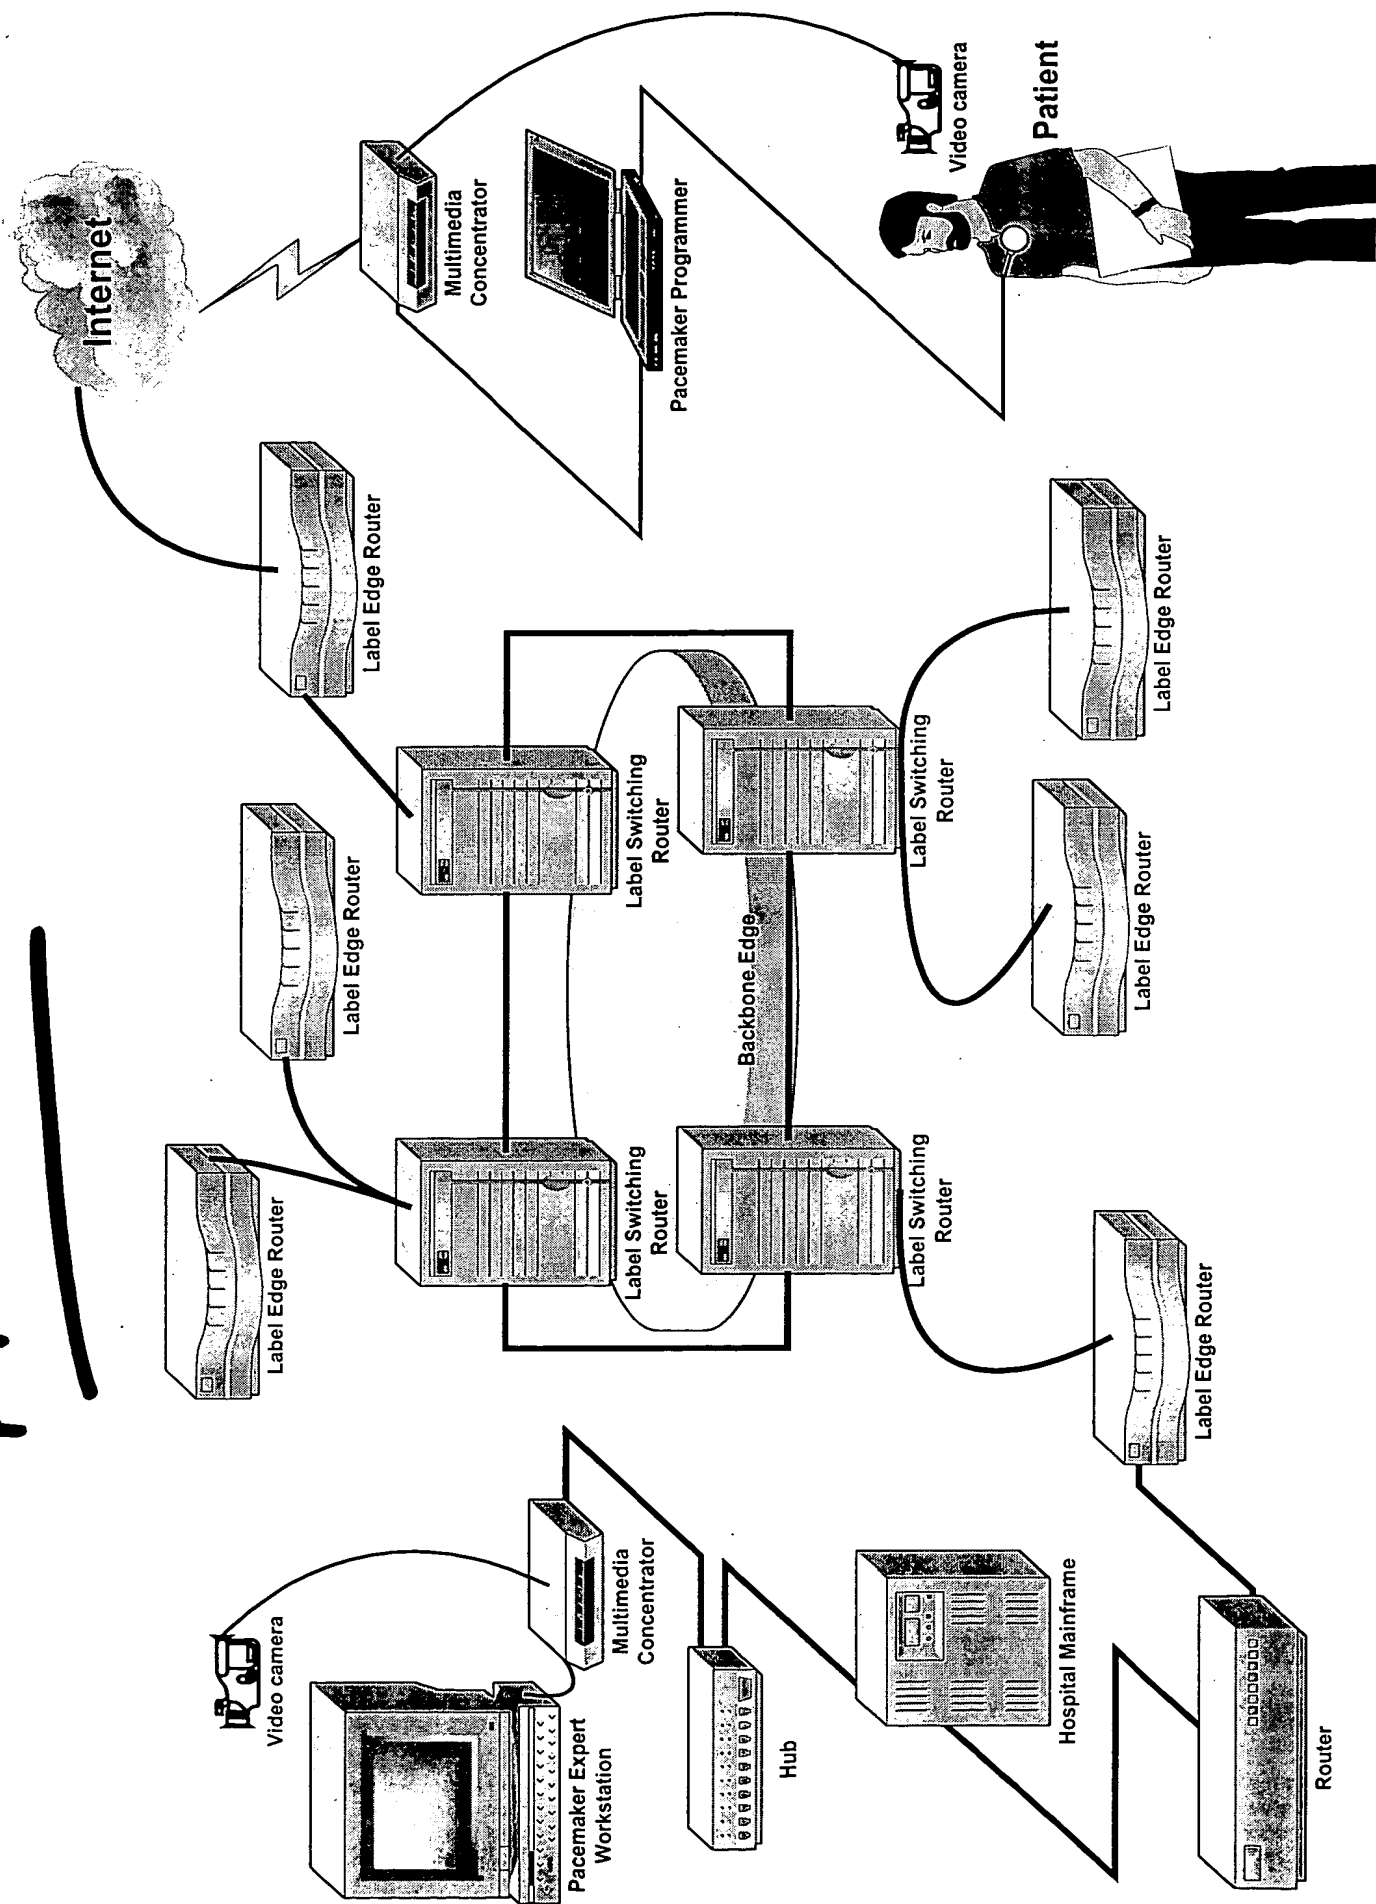 Video camera
Pacemaker Expert
Workstation
Multimedia
Concentrator
Hub
Hospital Mainframe
Router
Label Edge Router
Label Edge Router
Label Edge Router
Label Switching
Router
Label Switching
Router
Backbone Edge
Label Switching
Router
Label Switching
Router
Label Edge Router
Label Edge Router
Label Edge Router
Internet
Multimedia
Concentrator
Pacemaker Programmer
Video camera
Patient